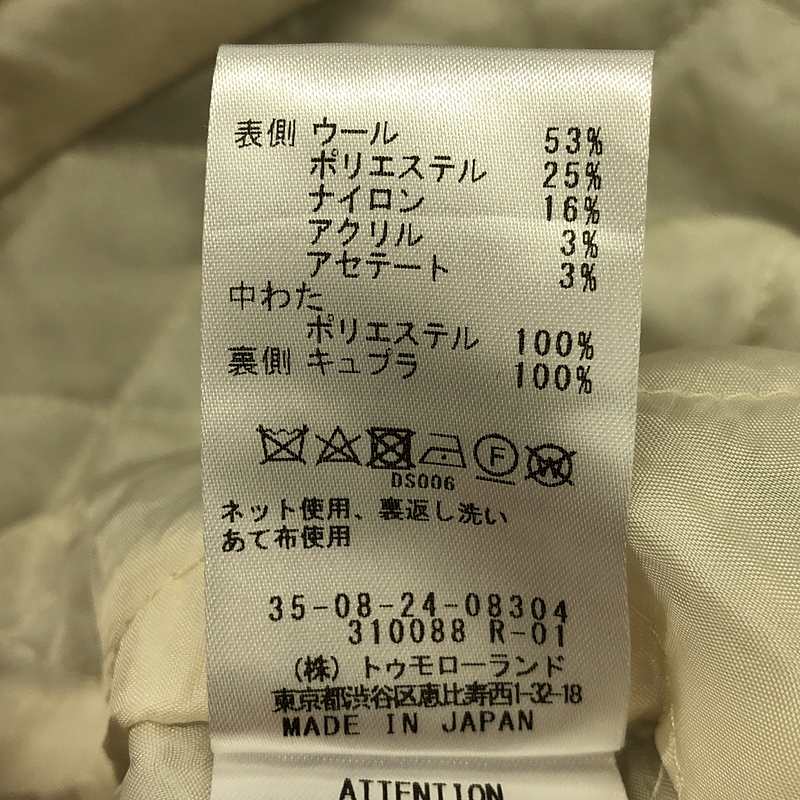 表側 ウール 53%
ポリエステル 25%
ナイロン 16%
アクリル 3%
アセテート 3%
中わた
ポリエステル 100%
裏側 キュプラ 100%
F W
DS006
ネット使用、裏返し洗い
あて布使用
35-08-24-08304
310088 R-01
(株) トゥモローランド
東京都渋谷区恵比寿西1-32-18
MADE IN JAPAN
ATTENTION